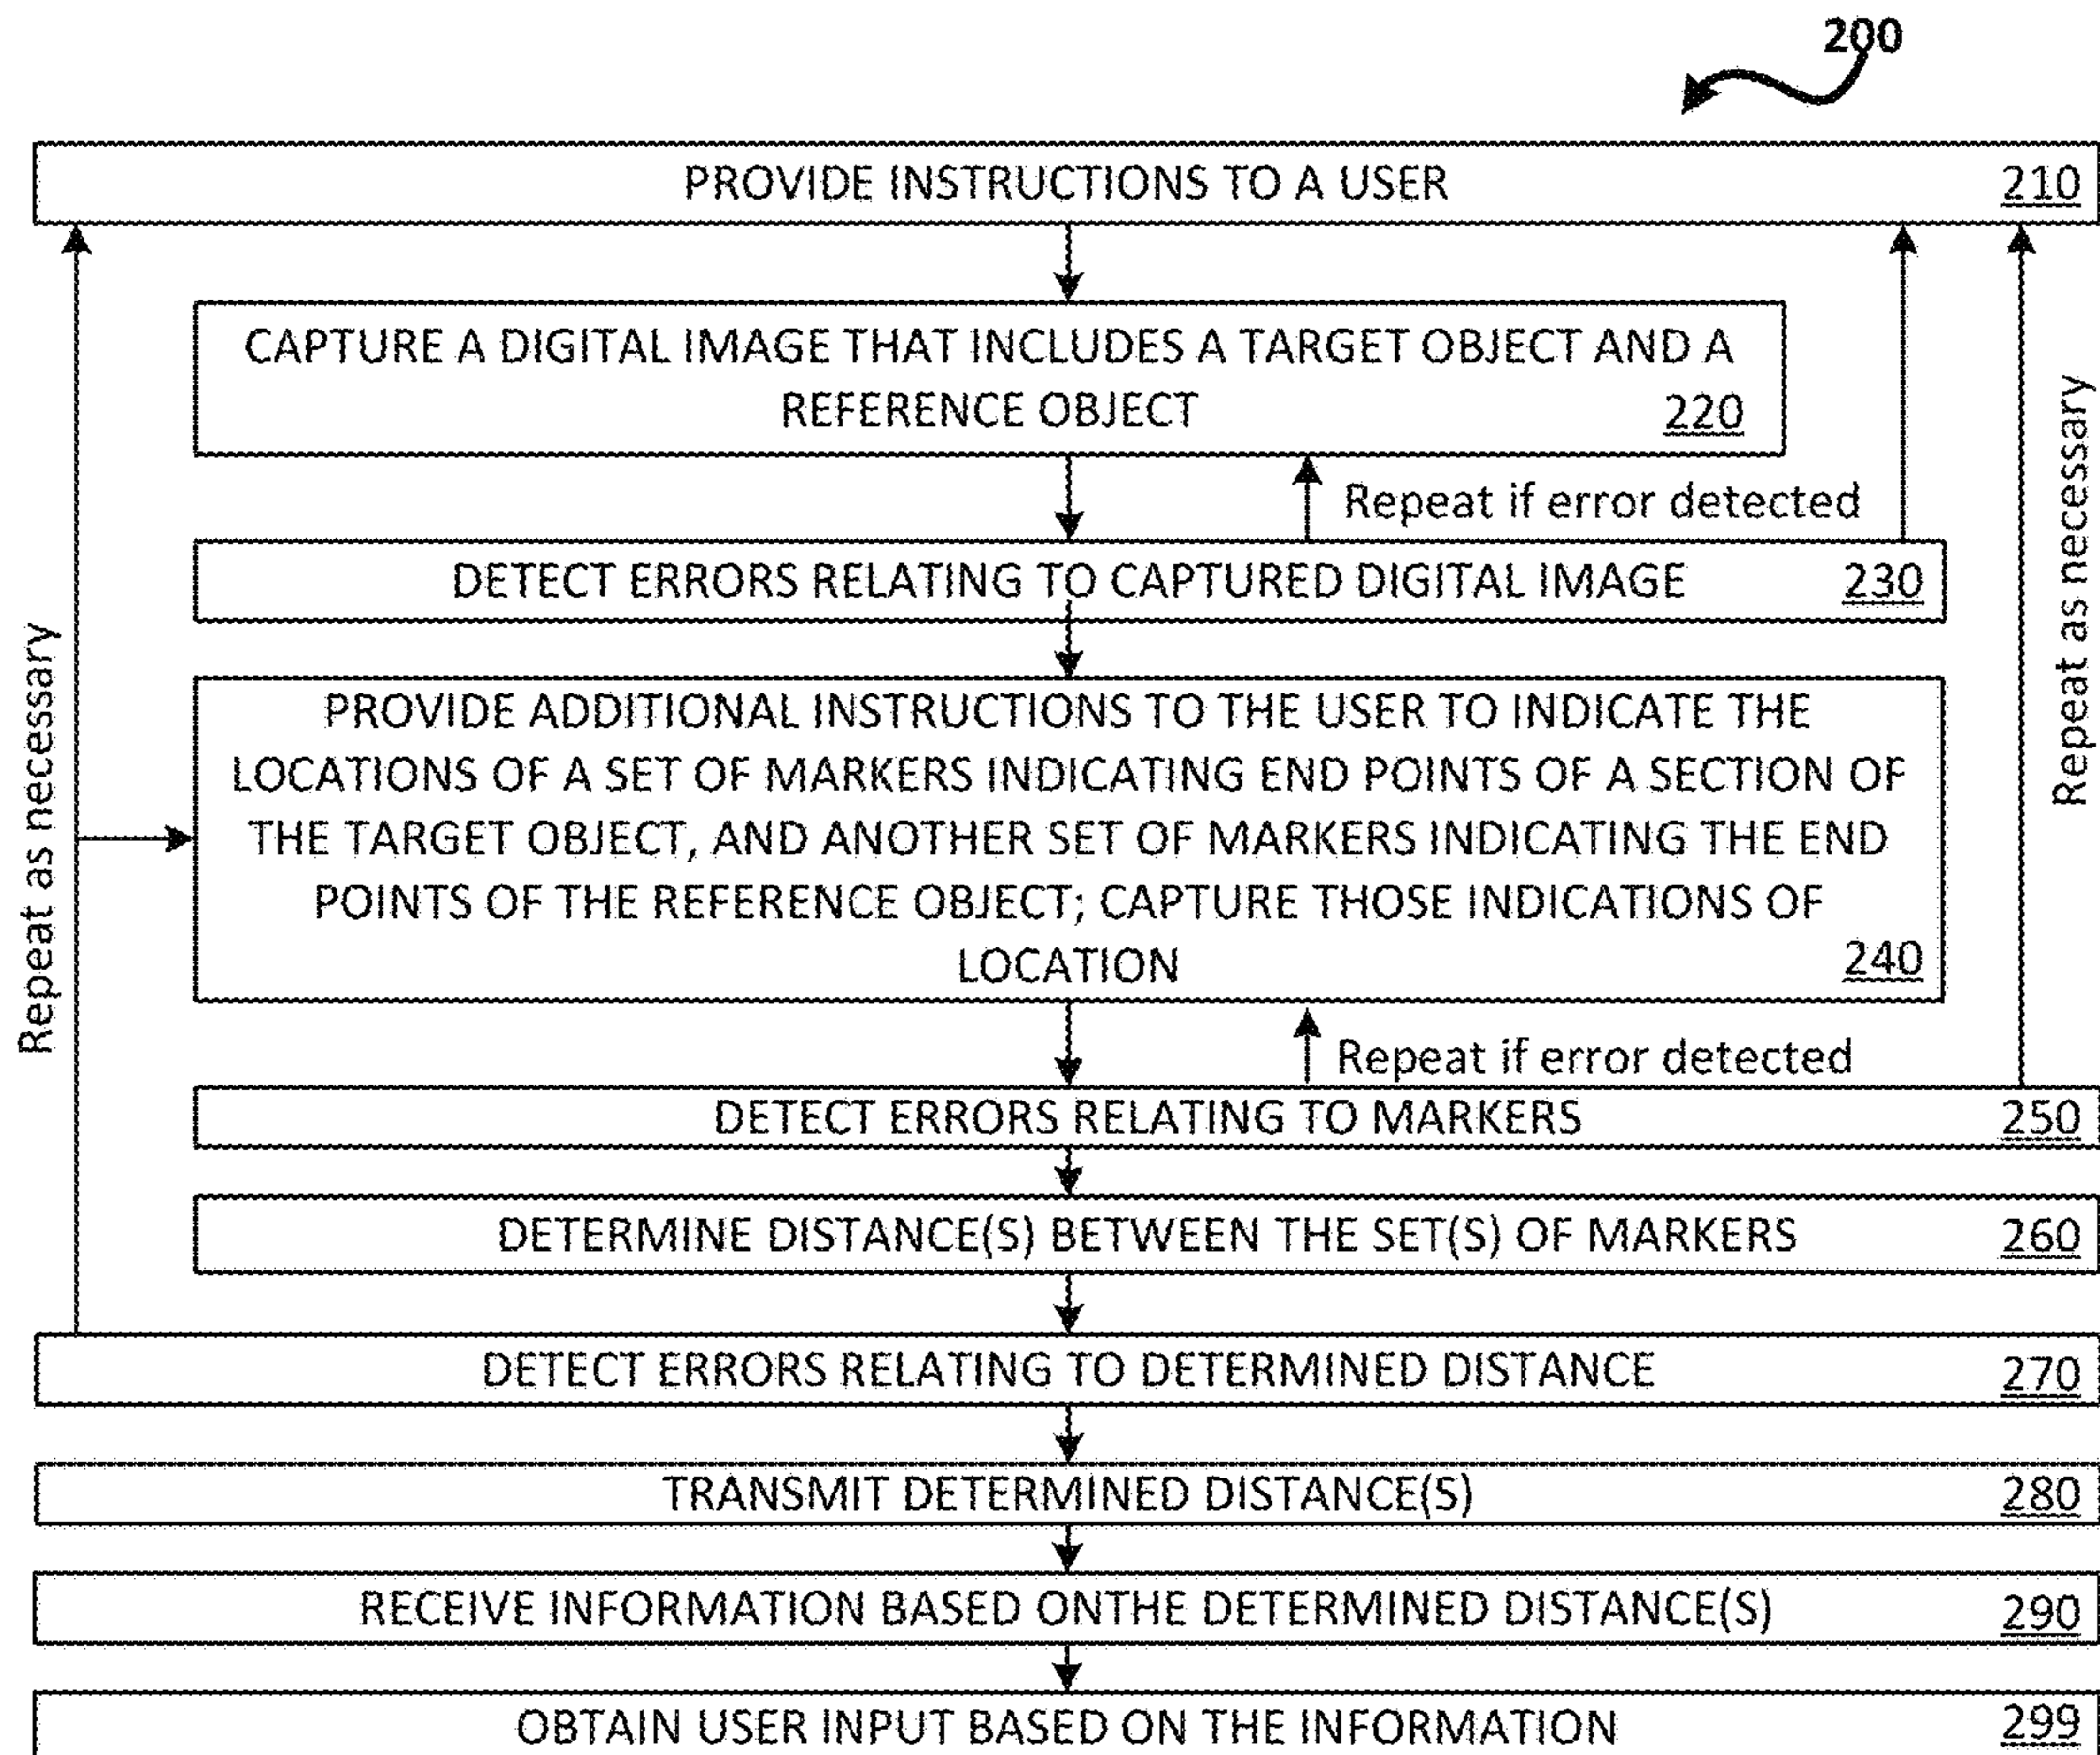 200
PROVIDE INSTRUCTIONS TO A USER 210
CAPTURE A DIGITAL IMAGE THAT INCLUDES A TARGET OBJECT AND A
REFERENCE OBJECT 220
Repeat if error detected
DETECT ERRORS RELATING TO CAPTURED DIGITAL IMAGE 230
PROVIDE ADDITIONAL INSTRUCTIONS TO THE USER TO INDICATE THE
LOCATIONS OF A SET OF MARKERS INDICATING END POINTS OF A SECTION OF
THE TARGET OBJECT, AND ANOTHER SET OF MARKERS INDICATING THE END
POINTS OF THE REFERENCE OBJECT; CAPTURE THOSE INDICATIONS OF
LOCATION 240
Repeat if error detected
DETECT ERRORS RELATING TO MARKERS 250
DETERMINE DISTANCE(S) BETWEEN THE SET(S) OF MARKERS 260
DETECT ERRORS RELATING TO DETERMINED DISTANCE 270
TRANSMIT DETERMINED DISTANCE(S) 280
RECEIVE INFORMATION BASED ONTHE DETERMINED DISTANCE(S) 290
OBTAIN USER INPUT BASED ON THE INFORMATION 299
Repeat as necessary
Repeat as necessary